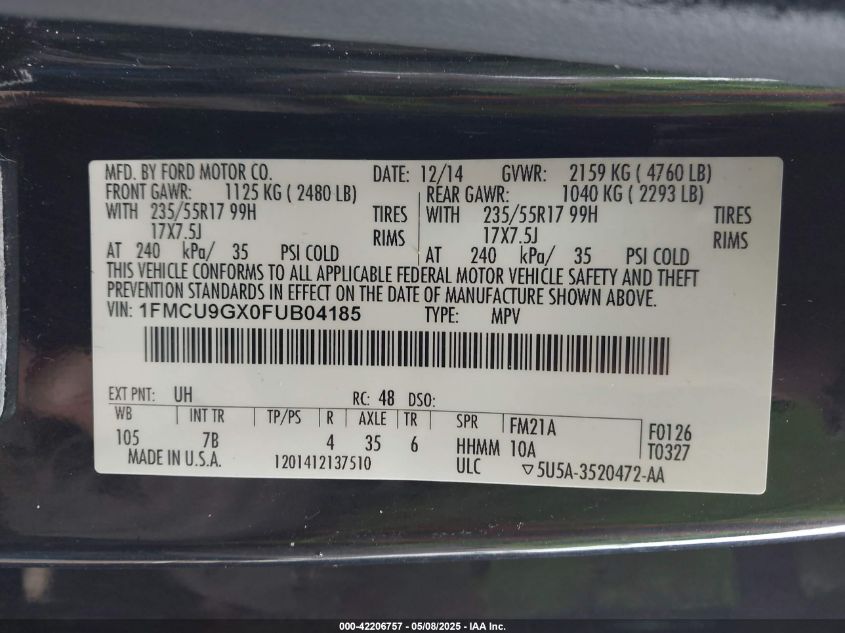 MFD. BY FORD MOTOR CO. DATE: 12/14 GVWR: 2159 KG ( 4760 LB)
FRONT GAWR: 1125 KG ( 2480 LB) REAR GAWR: 1040 KG ( 2293 LB)
WITH 235/55R17 99H TIRES WITH 235/55R17 99H TIRES
17X7.5J RIMS 17X7.5J RIMS
AT 240 kPa/ 35 PSI COLD AT 240 kPa/ 35 PSI COLD
THIS VEHICLE CONFORMS TO ALL APPLICABLE FEDERAL MOTOR VEHICLE SAFETY AND THEFT
PREVENTION STANDARDS IN EFFECT ON THE DATE OF MANUFACTURE SHOWN ABOVE.
VIN: 1FMCU9GX0FUB04185 TYPE: MPV
EXT PNT: UH RC: 48 DSO:
WB INT TR TP/PS R AXLE TR SPR FM21A F0126
105 7B 4 35 6 HHMM 10A T0327
MADE IN U.S.A. 1201412137510 ULC ▽5U5A-3520472-AA
000-42206757 - 05/08/2025 - IAA Inc.